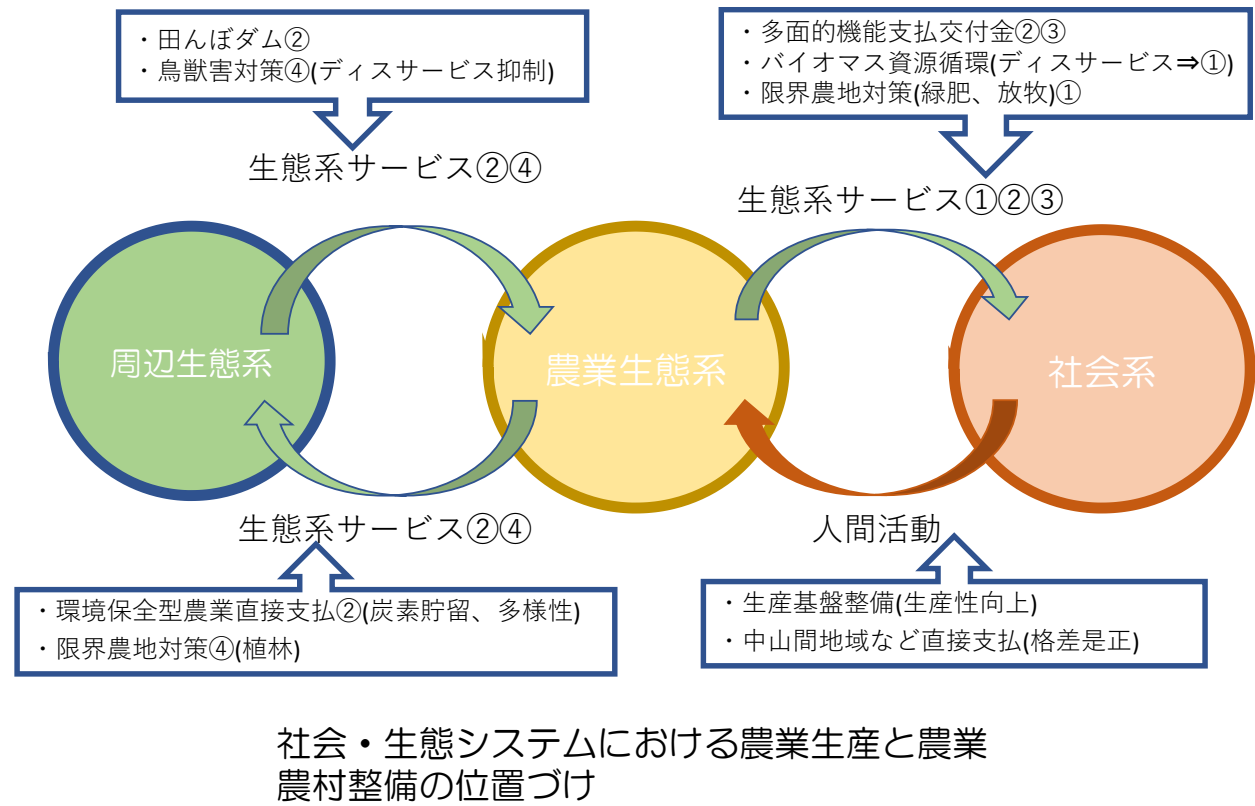 ・田んぼダム②
・鳥獣害対策④(ディスサービス抑制)
・多面的機能支払交付金②③
・バイオマス資源循環(ディスサービス⇒①)
・限界農地対策(緑肥、放牧)①
生態系サービス②④
生態系サービス①②③
周辺生態系
農業生態系
社会系
生態系サービス②④
人間活動
・環境保全型農業直接支払②(炭素貯留、多様性)
・限界農地対策④(植林)
・生産基盤整備(生産性向上)
・中山間地域など直接支払(格差是正)
社会・生態システムにおける農業生産と農業
農村整備の位置づけ